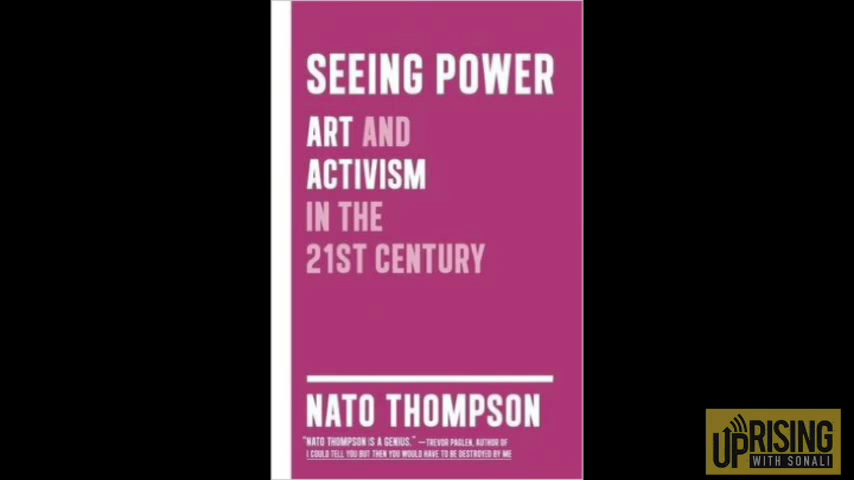 SEEING POWER
ART AND
ACTIVISM
IN THE
21ST CENTURY
NATO THOMPSON
"NATO THOMPSON IS A GENIUS." —TREVOR PAGLEN, AUTHOR OF
I COULD TELL YOU BUT THEN YOU WOULD HAVE TO BE DESTROYED BY ME
UPRISING
WITH SONALI